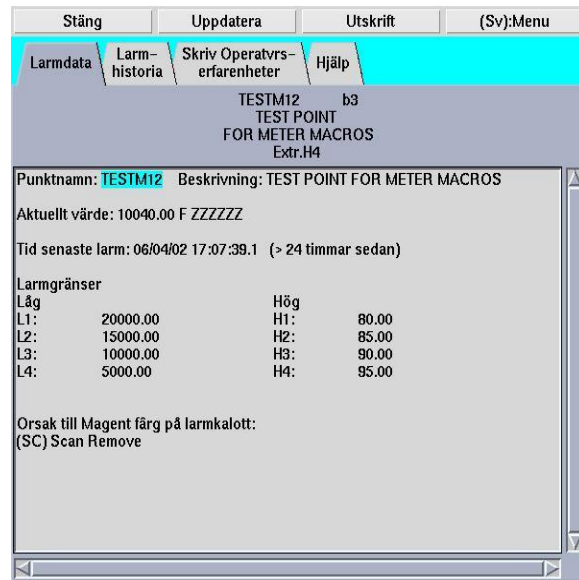 Stäng Uppdatera Utskrift (Sv):Menu
Larmdata Larm- historia Skriv Operatvrs- erfarenheter Hjälp
TESTM12 b3
TEST POINT
FOR METER MACROS
Extr.H4
Punktnamn: TESTM12 Beskrivning: TEST POINT FOR METER MACROS
Aktuellt värde: 10040.00 F ZZZZZZ
Tid senaste larm: 06/04/02 17:07:39.1 (> 24 timmar sedan)
Larmgränser
Låg Hög
L1: 20000.00 H1: 80.00
L2: 15000.00 H2: 85.00
L3: 10000.00 H3: 90.00
L4: 5000.00 H4: 95.00
Orsak till Magent färg på larmkalott:
(SC) Scan Remove